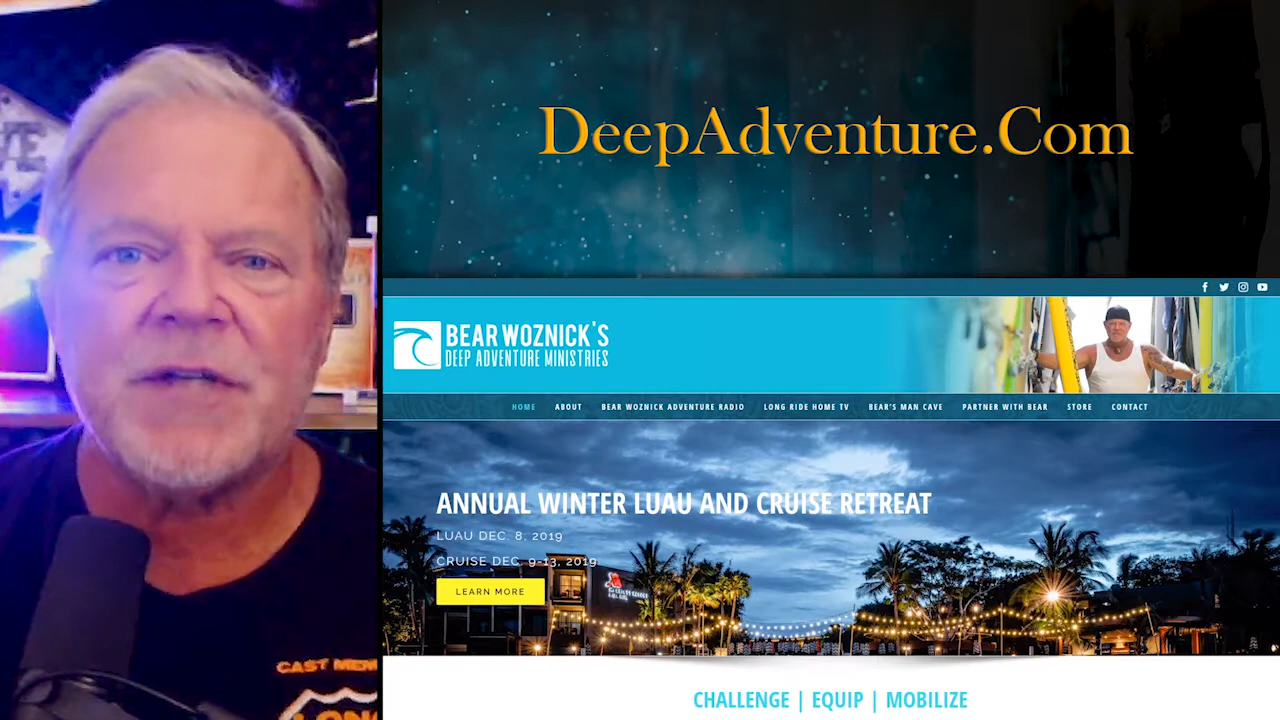 DeepAdventure.Com
BEAR WOZNICK'S
DEEP ADVENTURE MINISTRIES
HOME ABOUT BEAR WOZNICK ADVENTURE RADIO LONG RIDE HOME TV BEAR'S MAN CAVE PARTNER WITH BEAR STORE CONTACT
ANNUAL WINTER LUAU AND CRUISE RETREAT
LUAU DEC. 8, 2019
CRUISE DEC. 9-13, 2019
LEARN MORE
CHALLENGE | EQUIP | MOBILIZE
CAST